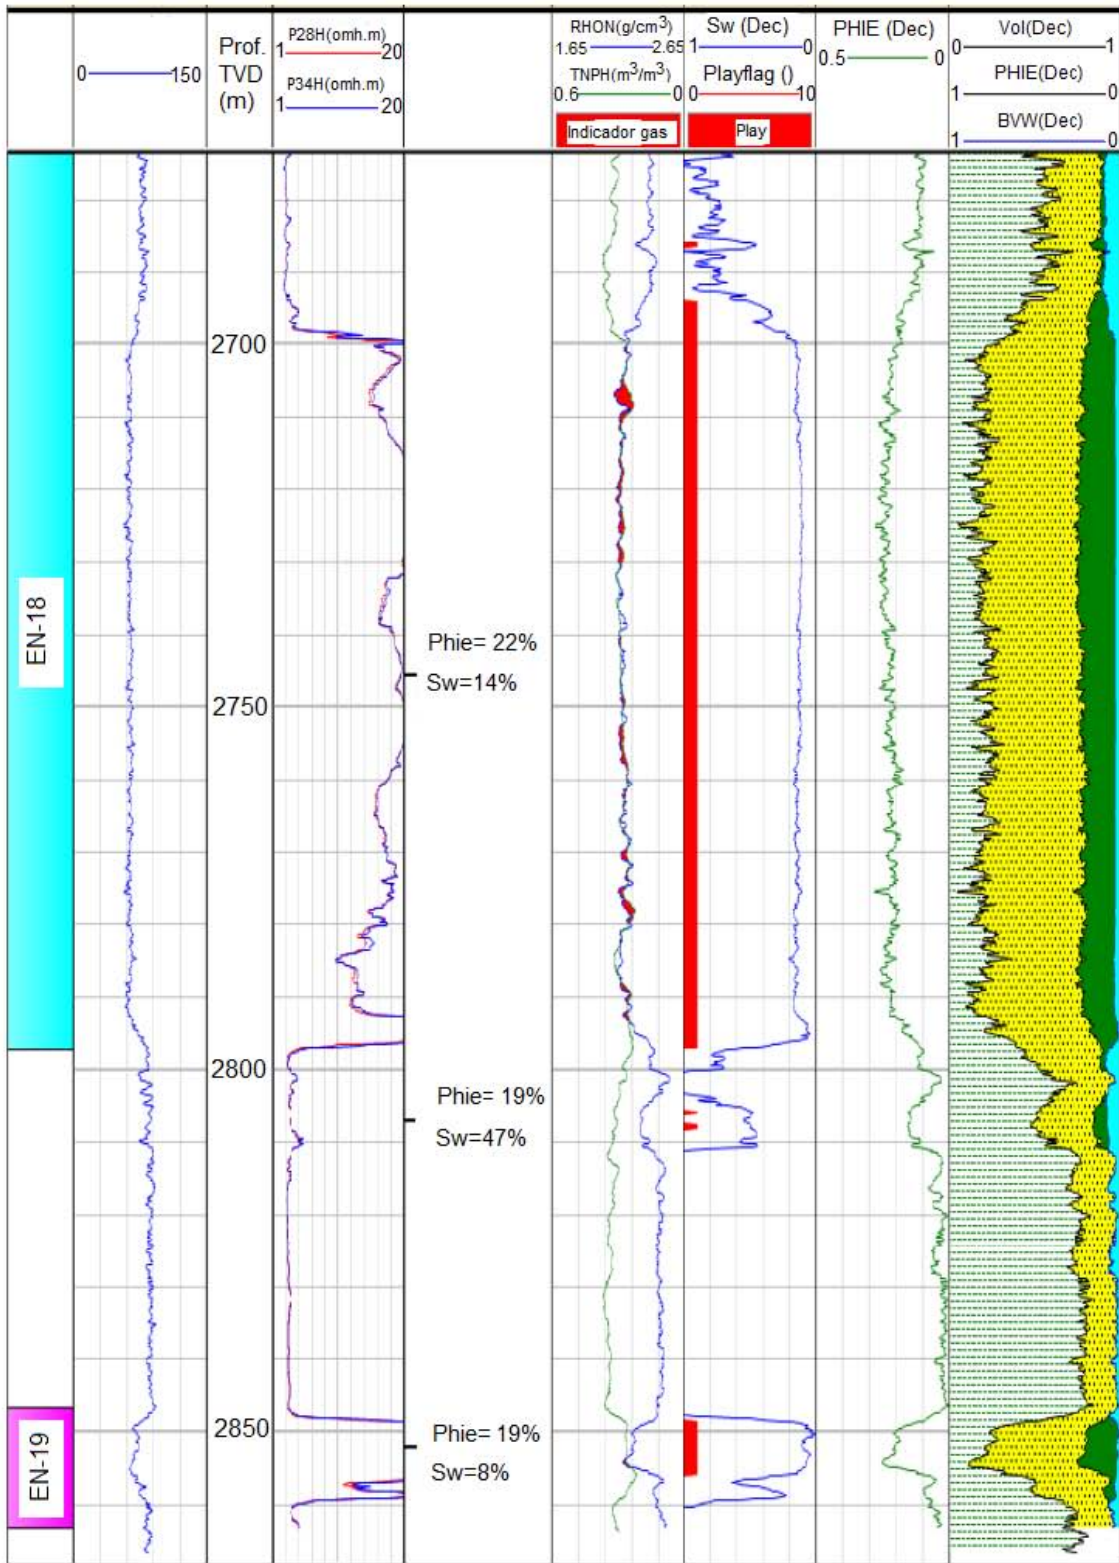 0 150
Prof.
TVD
(m)
P28H(omh.m)
1 20
P34H(omh.m)
1 20
RHON(g/cm³)
1.65 2.65
TNPH(m³/m³)
0.6 0
Indicador gas
Sw (Dec)
1 0
Playflag ()
0 10
Play
PHIE (Dec)
0.5 0
Vol(Dec)
0 1
PHIE(Dec)
1 0
BVW(Dec)
1 0
2700
EN-18
Phie= 22%
Sw=14%
2750
2800
Phie= 19%
Sw=47%
2850
Phie= 19%
Sw=8%
EN-19